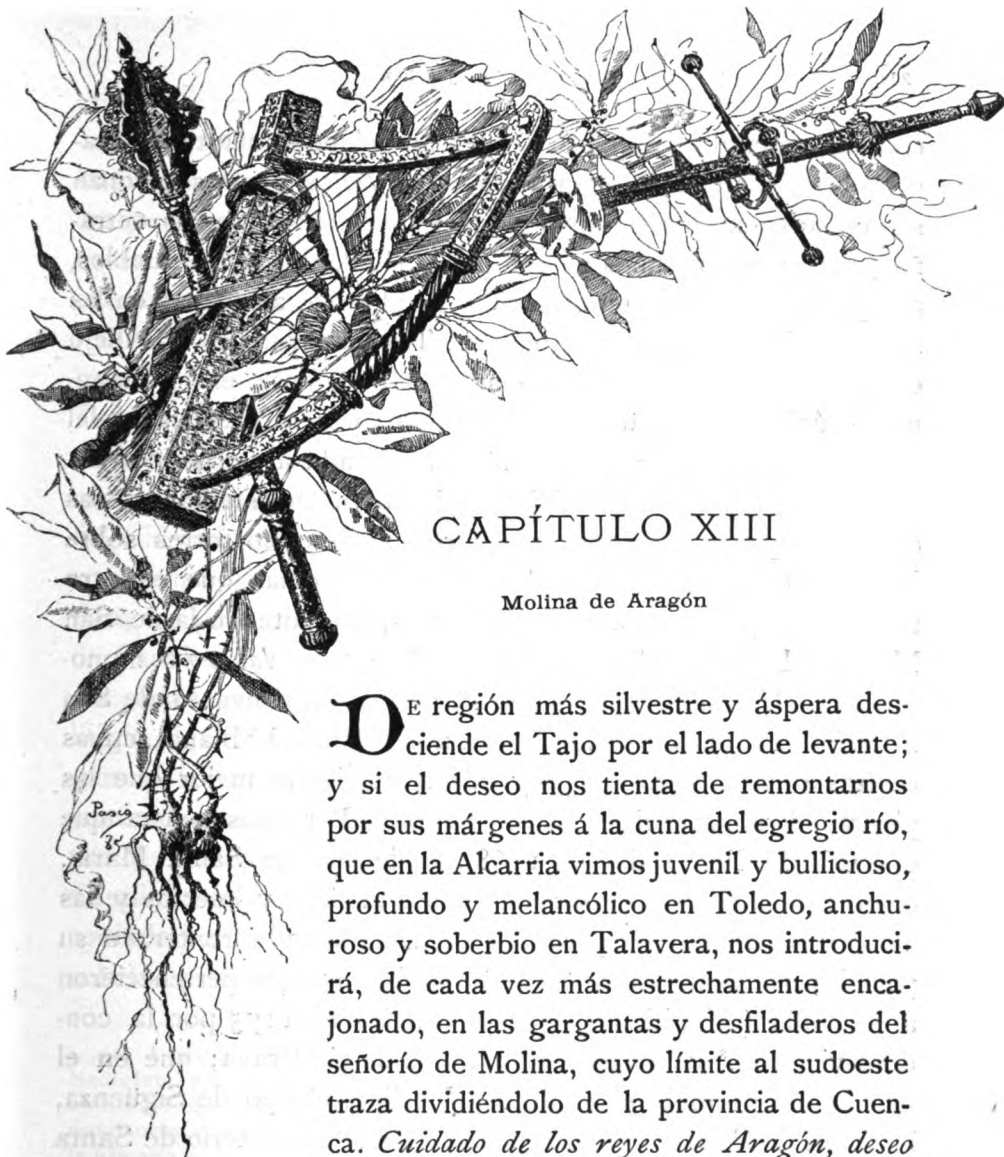 CAPÍTULO XIII
Molina de Aragón
DE región más silvestre y áspera des-
ciende el Tajo por el lado de levante;
y si el deseo nos tienta de remontarnos
por sus márgenes á la cuna del egregio río,
que en la Alcarria vimos juvenil y bullicioso,
profundo y melancólico en Toledo, anchu-
roso y soberbio en Talavera, nos introduci-
rá, de cada vez más estrechamente enca-
jonado, en las gargantas y desfiladeros del
señorío de Molina, cuyo límite al sudoeste
traza dividiéndolo de la provincia de Cuen-
ca. Cuidado de los reyes de Aragón, deseo